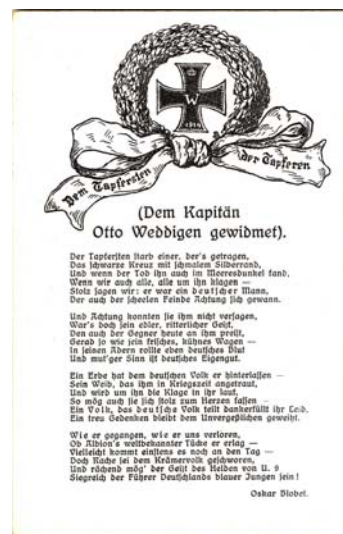 W
1914
Dem Tapfersten
der Tapferen
(Dem Kapitän
Otto Weddigen gewidmet).
Der Tapfersten starb einer, der's getragen,
Das schwarze Kreuz mit schmalem Silberrand,
Und wenn der Tod ihn auch im Meeresdunkel fand,
Wenn wir auch alle, alle um ihn klagen —
Stolz sagen wir: er war ein deutscher Mann,
Der auch der scheelen Feinde Achtung sich gewann.
Und Achtung konnten sie ihm nicht versagen,
War's doch sein edler, ritterlicher Geist,
Den auch der Gegner heute an ihm preist,
Gerad so wie sein frisches, kühnes Wagen —
In seinen Adern rollte eben deutsches Blut
Und mut'ger Sinn ist deutsches Eigengut.
Ein Erbe hat dem deutschen Volk er hinterlassen —
Sein Weib, das ihm in Kriegszeit angetraut,
Und wird um ihn die Klage in ihr laut,
So mög auch sie sich stolz zum Herzen fassen —
Ein Volk, das deutsche Volk teilt dankerfüllt ihr Leid,
Ein treu Gedenken bleibt dem Unvergeßlichen geweiht.
Wie er gegangen, wie er uns verloren,
Ob Albion's weltbekannter Tücke er erlag —
Vielleicht kommt einstens es noch an den Tag —
Doch Rache sei dem Krämervolk geschworen,
Und rächend mög' der Geist des Helden von U. 9
Siegreich der Führer Deutschlands blauer Jungen sein!
Oskar Blobel.